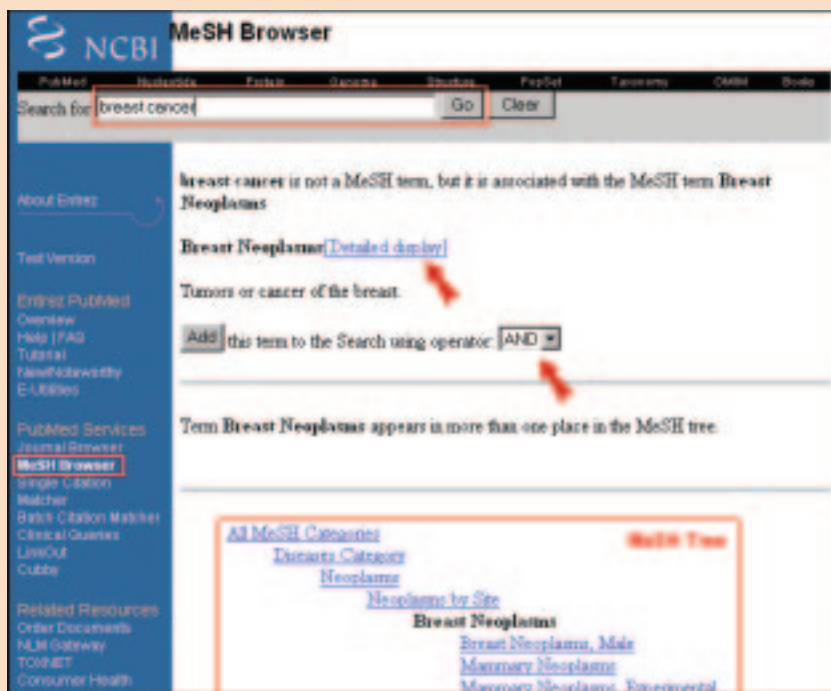 NCBI
MeSH Browser
PubMed Nucleotide Protein Genome Structure PopSet Taxonomy OMIM Books
Search for breast cancer Go Clear
About Entrez
Text Version
Entrez PubMed
Overview
Help | FAQ
Tutorial
New/Noteworthy
E-Utilities
PubMed Services
Journal Browser
MeSH Browser
Single Citation
Matcher
Batch Citation Matcher
Clinical Queries
LinkOut
Cubby
Related Resources
Order Documents
NLM Gateway
TOXNET
Consumer Health
breast cancer is not a MeSH term, but it is associated with the MeSH term Breast
Neoplasms
Breast Neoplasms[Detailed display]
Tumors or cancer of the breast.
Add this term to the Search using operator: AND
Term Breast Neoplasms appears in more than one place in the MeSH tree.
MeSH Tree
All MeSH Categories
Diseases Category
Neoplasms
Neoplasms by Site
Breast Neoplasms
Breast Neoplasms, Male
Mammary Neoplasms
Mammary Neoplasms, Experimental